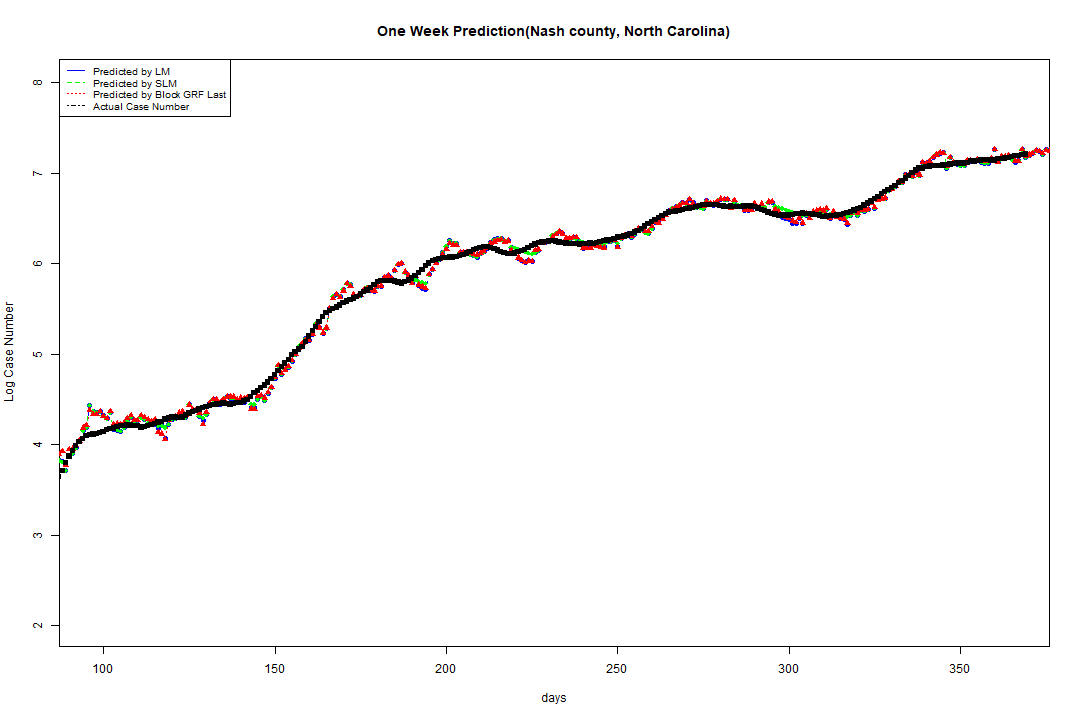 One Week Prediction(Nash county, North Carolina)
Predicted by LM
Predicted by SLM
Predicted by Block GRF Last
Actual Case Number
8
7
6
5
4
3
2
Log Case Number
100 150 200 250 300 350
days